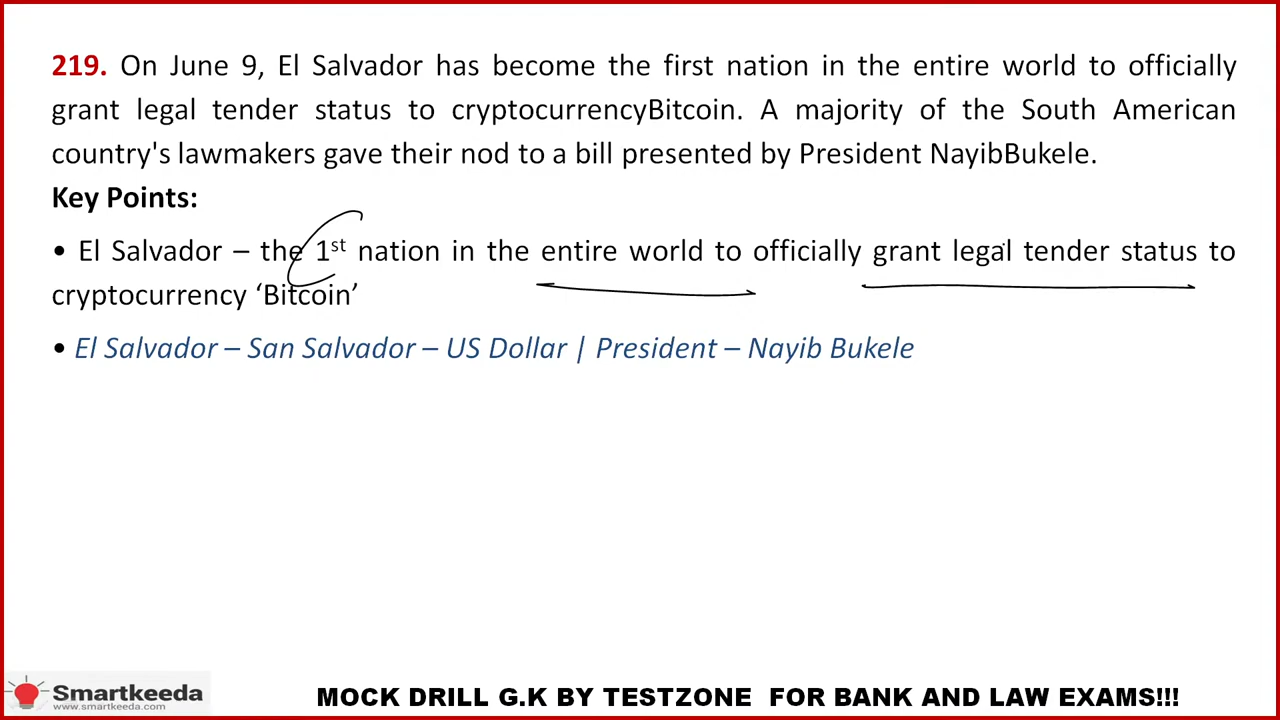 219. On June 9, El Salvador has become the first nation in the entire world to officially
grant legal tender status to cryptocurrencyBitcoin. A majority of the South American
country's lawmakers gave their nod to a bill presented by President NayibBukele.
Key Points:
• El Salvador – the 1st nation in the entire world to officially grant legal tender status to
cryptocurrency ‘Bitcoin’
• El Salvador – San Salvador – US Dollar | President – Nayib Bukele
Smartkeeda
www.smartkeeda.com
MOCK DRILL G.K BY TESTZONE FOR BANK AND LAW EXAMS!!!